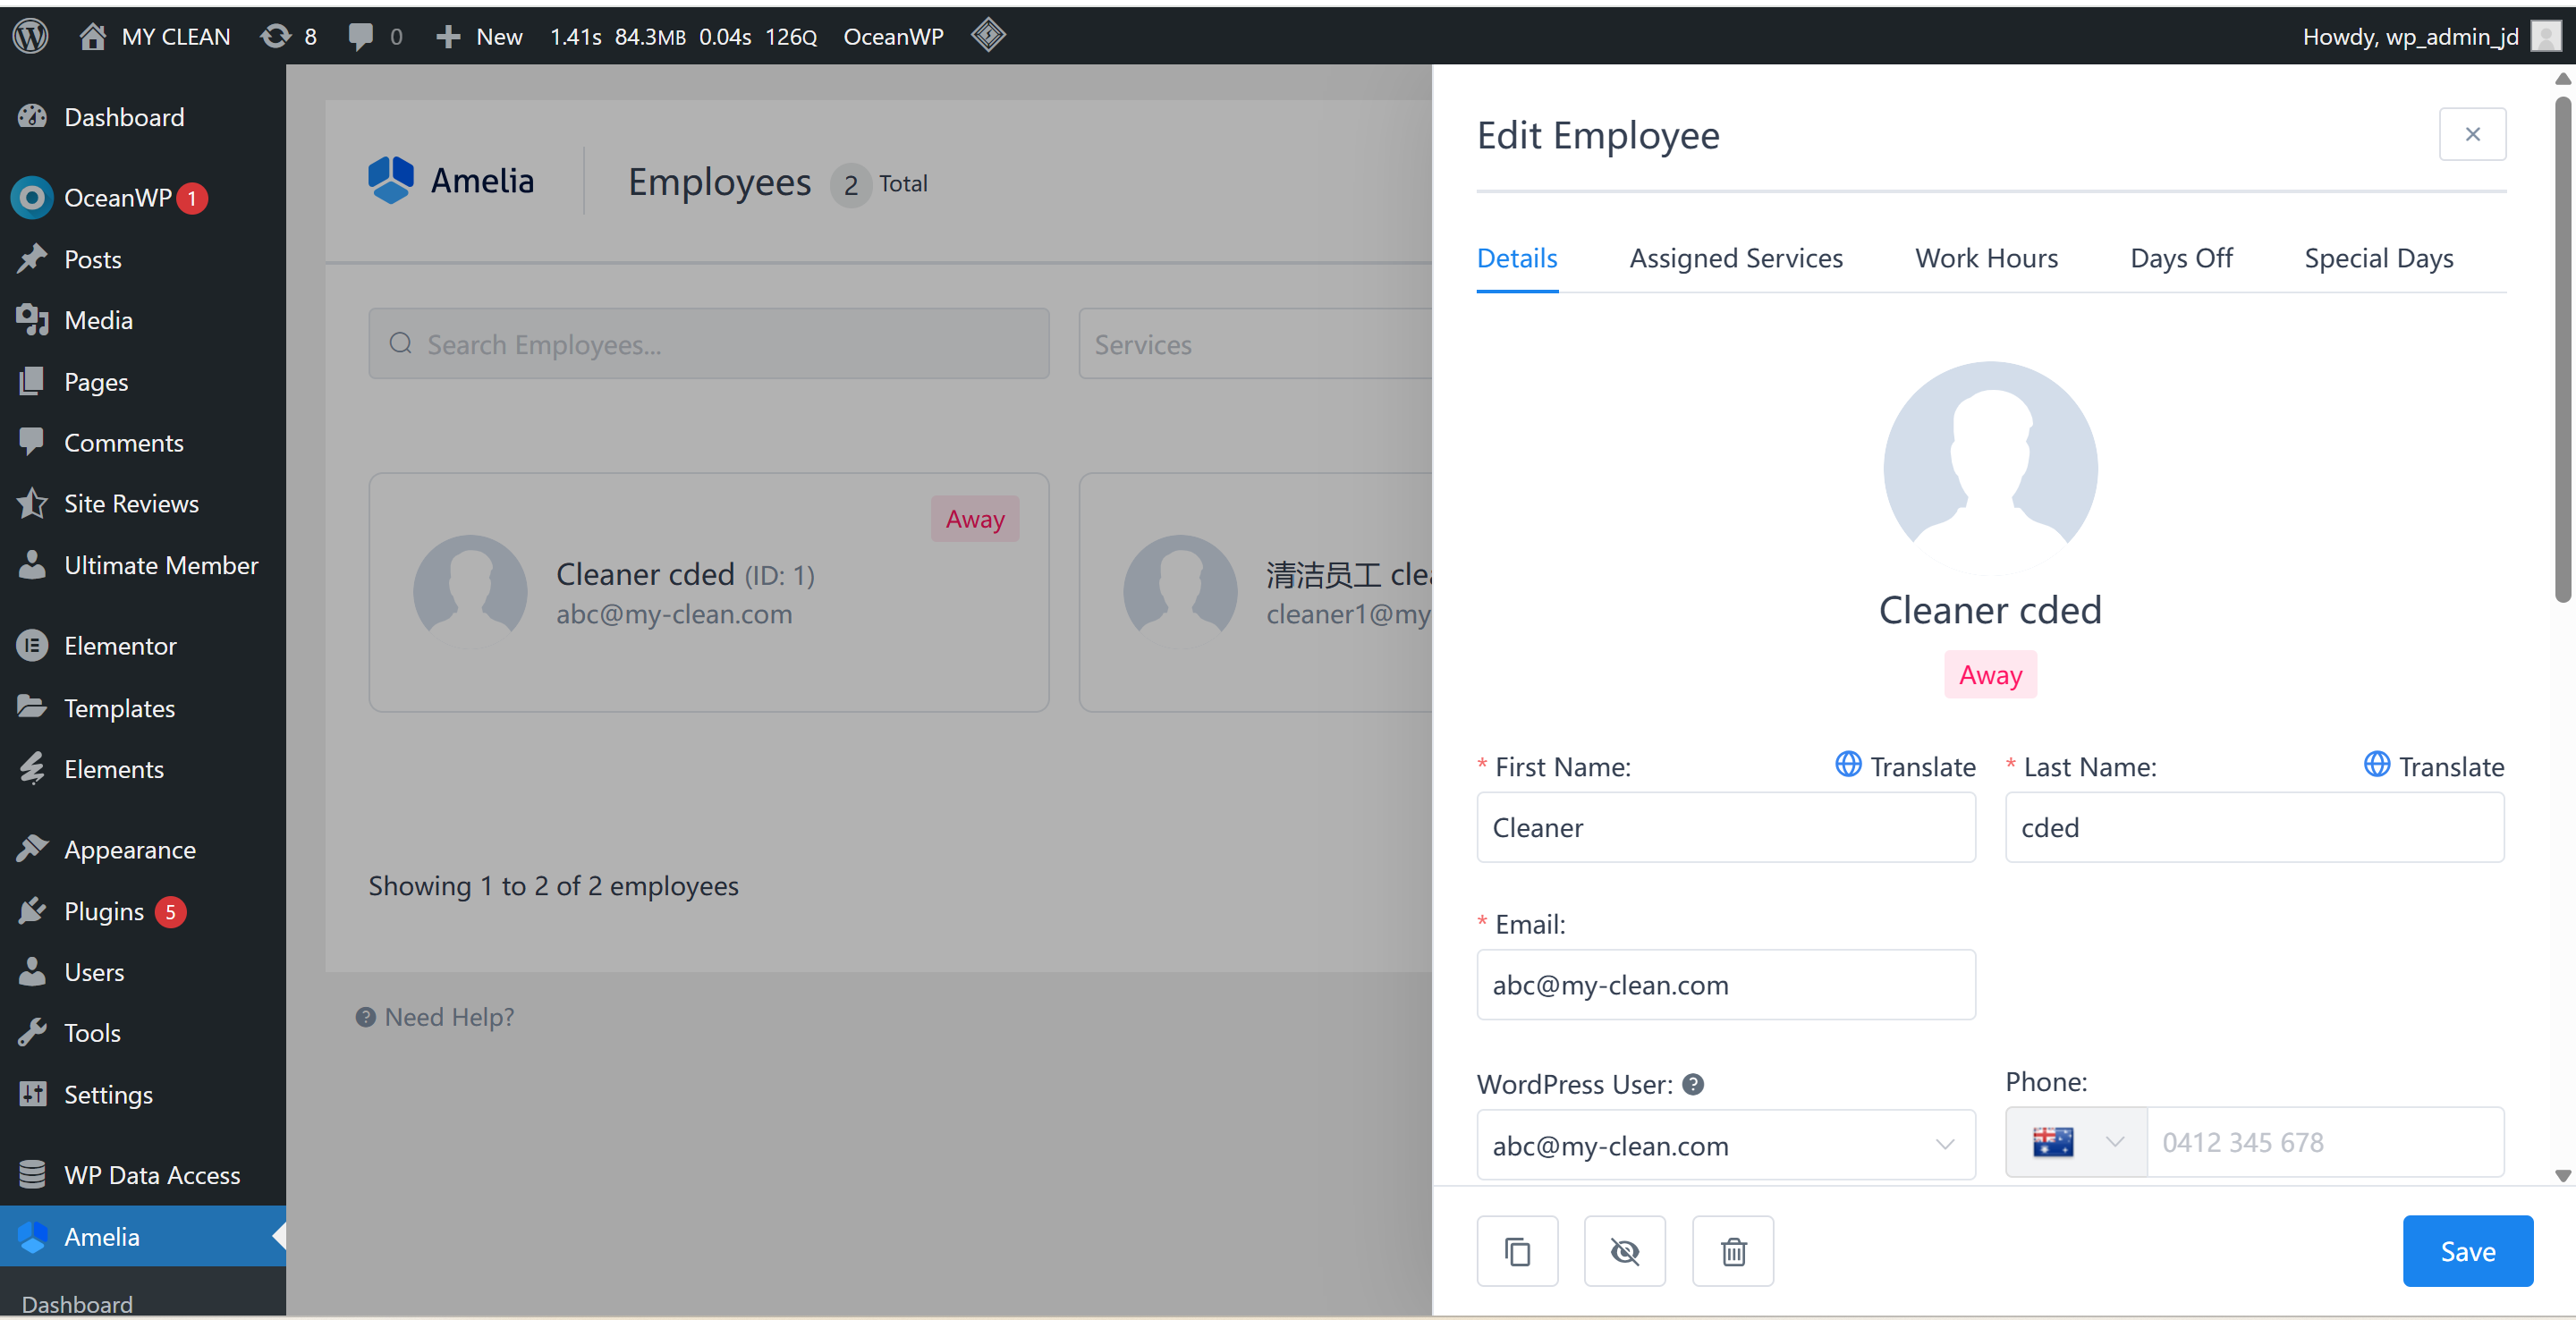 MY CLEAN 8 0 New 1.41s 84.3MB 0.04s 126Q OceanWP Howdy, wp_admin_jd
Dashboard
OceanWP 1
Posts
Media
Pages
Comments
Site Reviews
Ultimate Member
Elementor
Templates
Elements
Appearance
Plugins 5
Users
Tools
Settings
WP Data Access
Amelia
Dashboard
Amelia Employees 2 Total
Search Employees...
Services
Away
Cleaner cded (ID: 1)
abc@my-clean.com
清洁员工 clea
cleaner1@my
Showing 1 to 2 of 2 employees
Need Help?
Edit Employee
Details Assigned Services Work Hours Days Off Special Days
Cleaner cded
Away
* First Name: Translate * Last Name: Translate
Cleaner cded
* Email:
abc@my-clean.com
WordPress User: Phone:
abc@my-clean.com 0412 345 678
Save